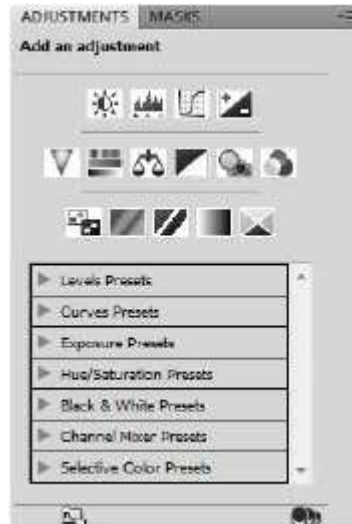 ADJUSTMENTS MASKS
Add an adjustment
Levels Presets
Curves Presets
Exposure Presets
Hue/Saturation Presets
Black & White Presets
Channel Mixer Presets
Selective Color Presets